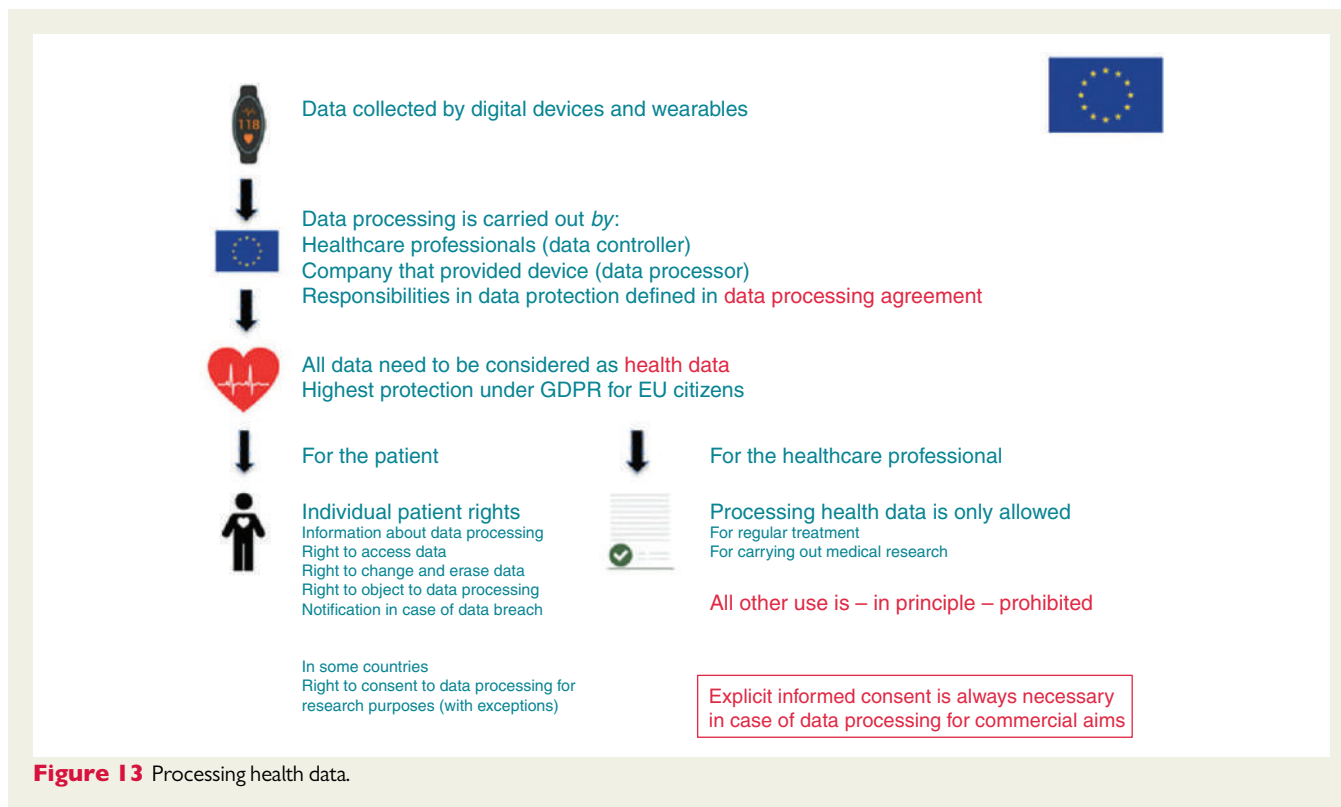 118
Data collected by digital devices and wearables
Data processing is carried out by:
Healthcare professionals (data controller)
Company that provided device (data processor)
Responsibilities in data protection defined in data processing agreement
All data need to be considered as health data
Highest protection under GDPR for EU citizens
For the patient
Individual patient rights
Information about data processing
Right to access data
Right to change and erase data
Right to object to data processing
Notification in case of data breach
In some countries
Right to consent to data processing for
research purposes (with exceptions)
For the healthcare professional
Processing health data is only allowed
For regular treatment
For carrying out medical research
All other use is – in principle – prohibited
Explicit informed consent is always necessary
in case of data processing for commercial aims
Figure 13 Processing health data.